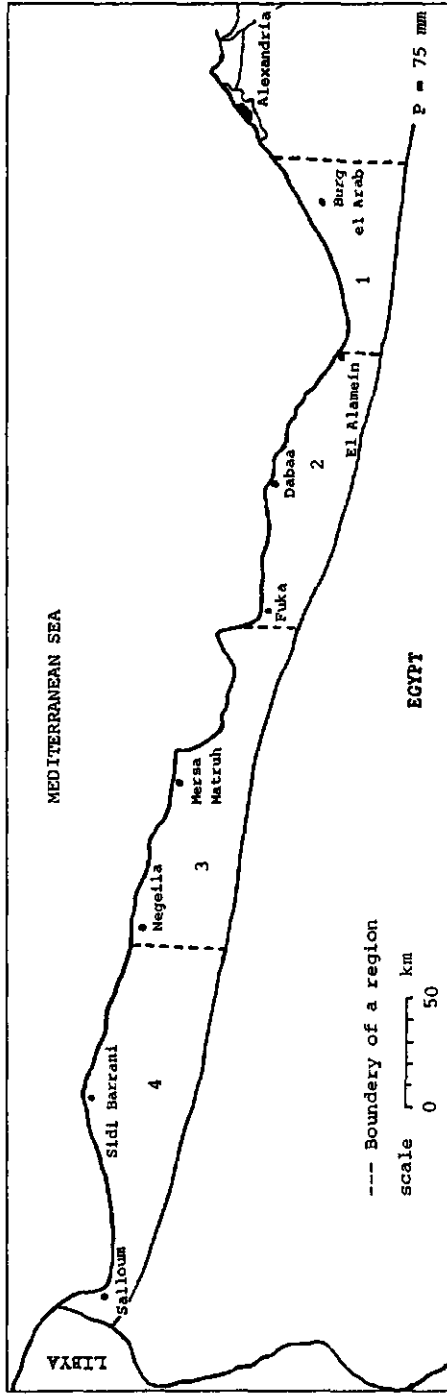 MEDITERRANEAN SEA
LIBYA
Salloum
Sidi Barrani
4
Negeila
3
Mersa
Matruh
Fuka
Dabaa
2
El Alamein
1
Burg
el Arab
Alexandria
P = 75 mm
EGYPT
--- Boundery of a region
scale
0 50 km